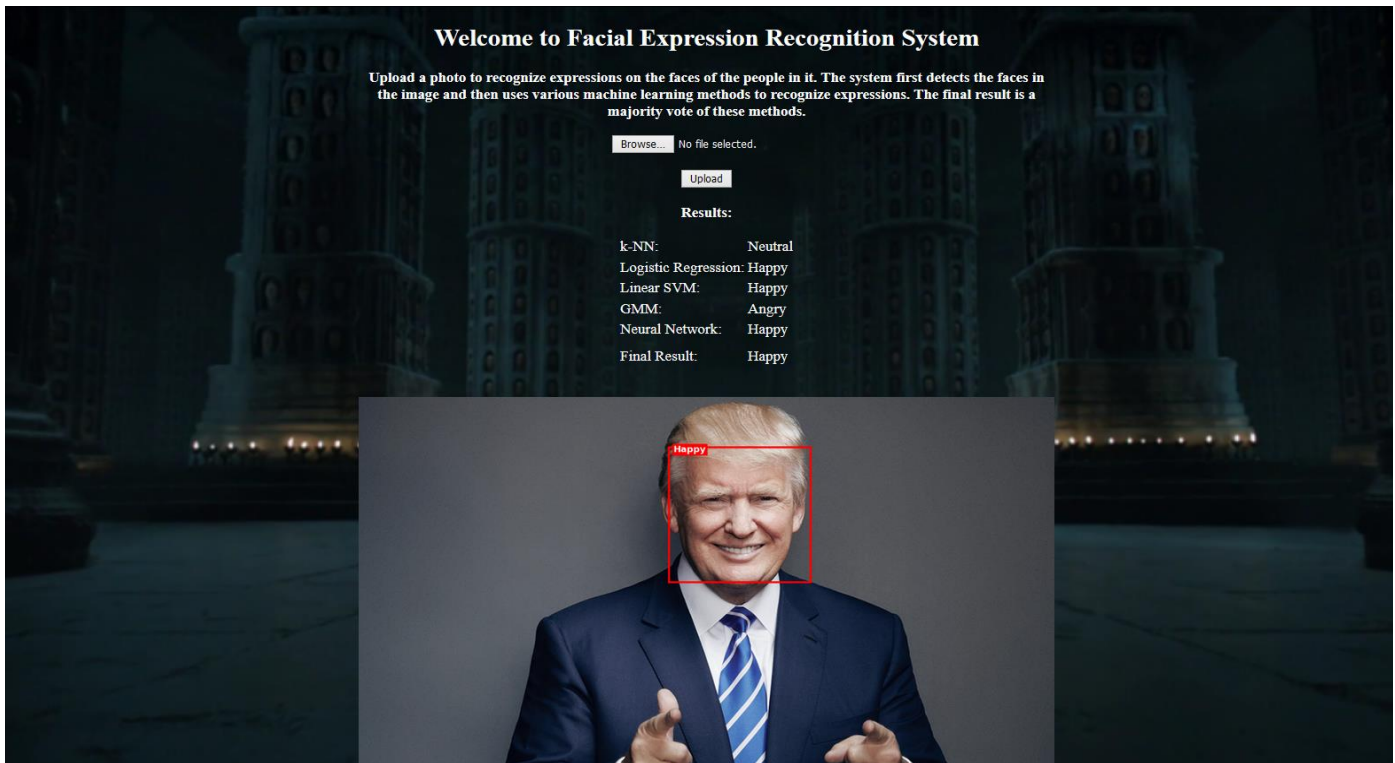 Welcome to Facial Expression Recognition System
Upload a photo to recognize expressions on the faces of the people in it. The system first detects the faces in
the image and then uses various machine learning methods to recognize expressions. The final result is a
majority vote of these methods.
Browse... No file selected.
Upload
Results:
k-NN: Neutral
Logistic Regression: Happy
Linear SVM: Happy
GMM: Angry
Neural Network: Happy
Final Result: Happy
Happy